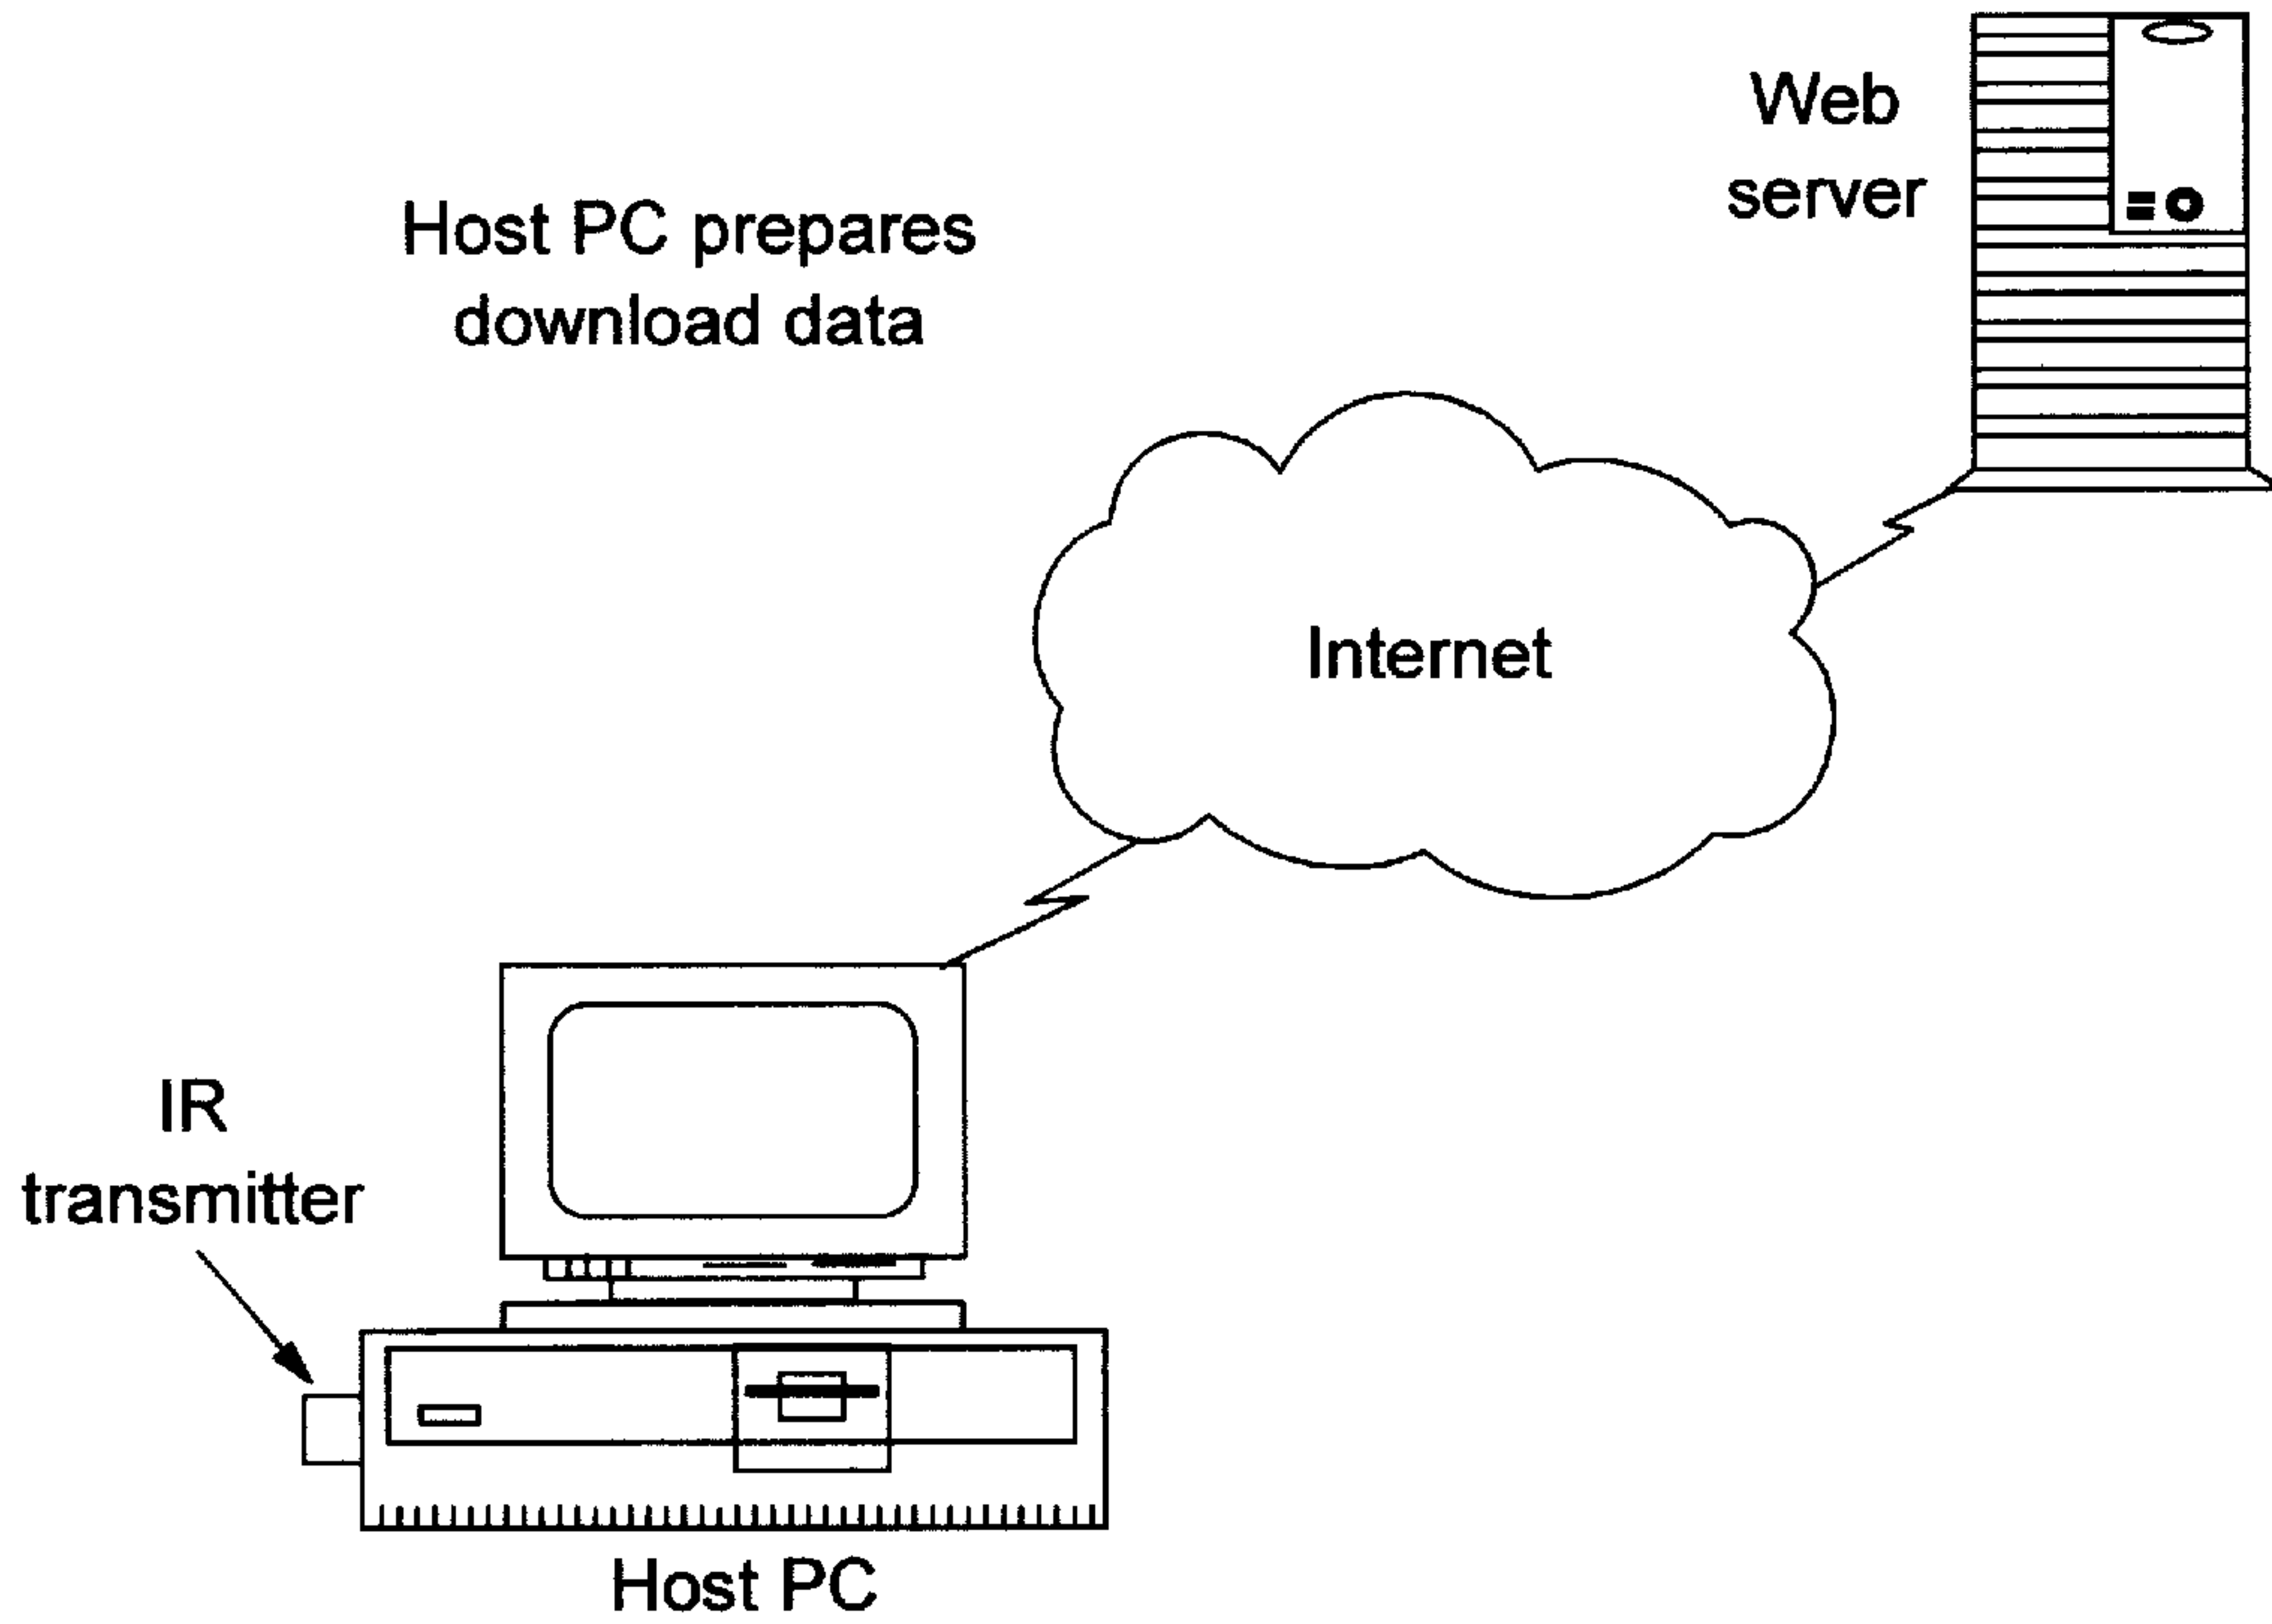 Web
server
Host PC prepares
download data
Internet
IR
transmitter
Host PC